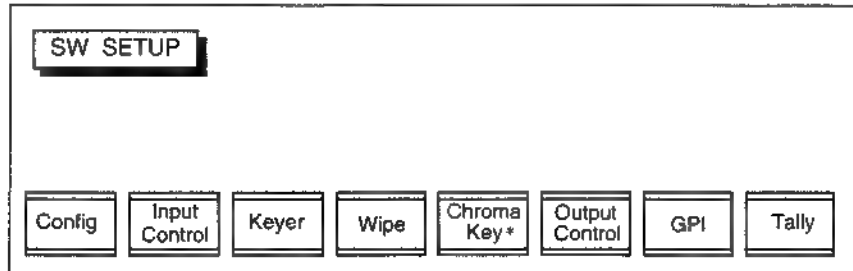 SW SETUP
Config
Input
Control
Keyer
Wipe
Chroma
Key*
Output
Control
GPI
Tally